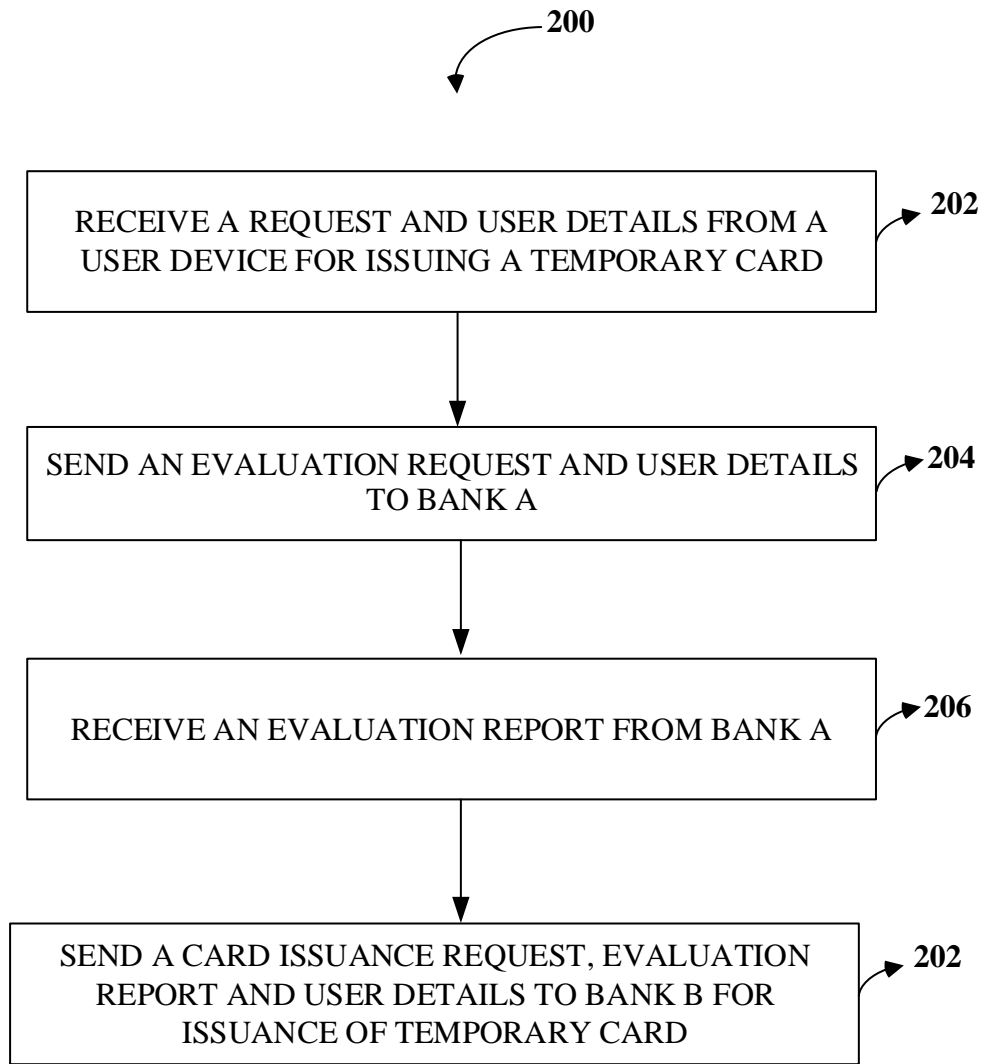 200
RECEIVE A REQUEST AND USER DETAILS FROM A
USER DEVICE FOR ISSUING A TEMPORARY CARD
202
SEND AN EVALUATION REQUEST AND USER DETAILS
TO BANK A
204
RECEIVE AN EVALUATION REPORT FROM BANK A
206
SEND A CARD ISSUANCE REQUEST, EVALUATION
REPORT AND USER DETAILS TO BANK B FOR
ISSUANCE OF TEMPORARY CARD
202